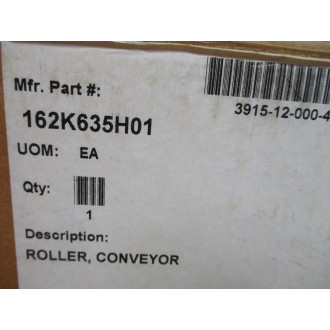 Mfr. Part #:
3915-12-000-4
162K635H01
UOM: EA
Qty:
1
Description:
ROLLER, CONVEYOR